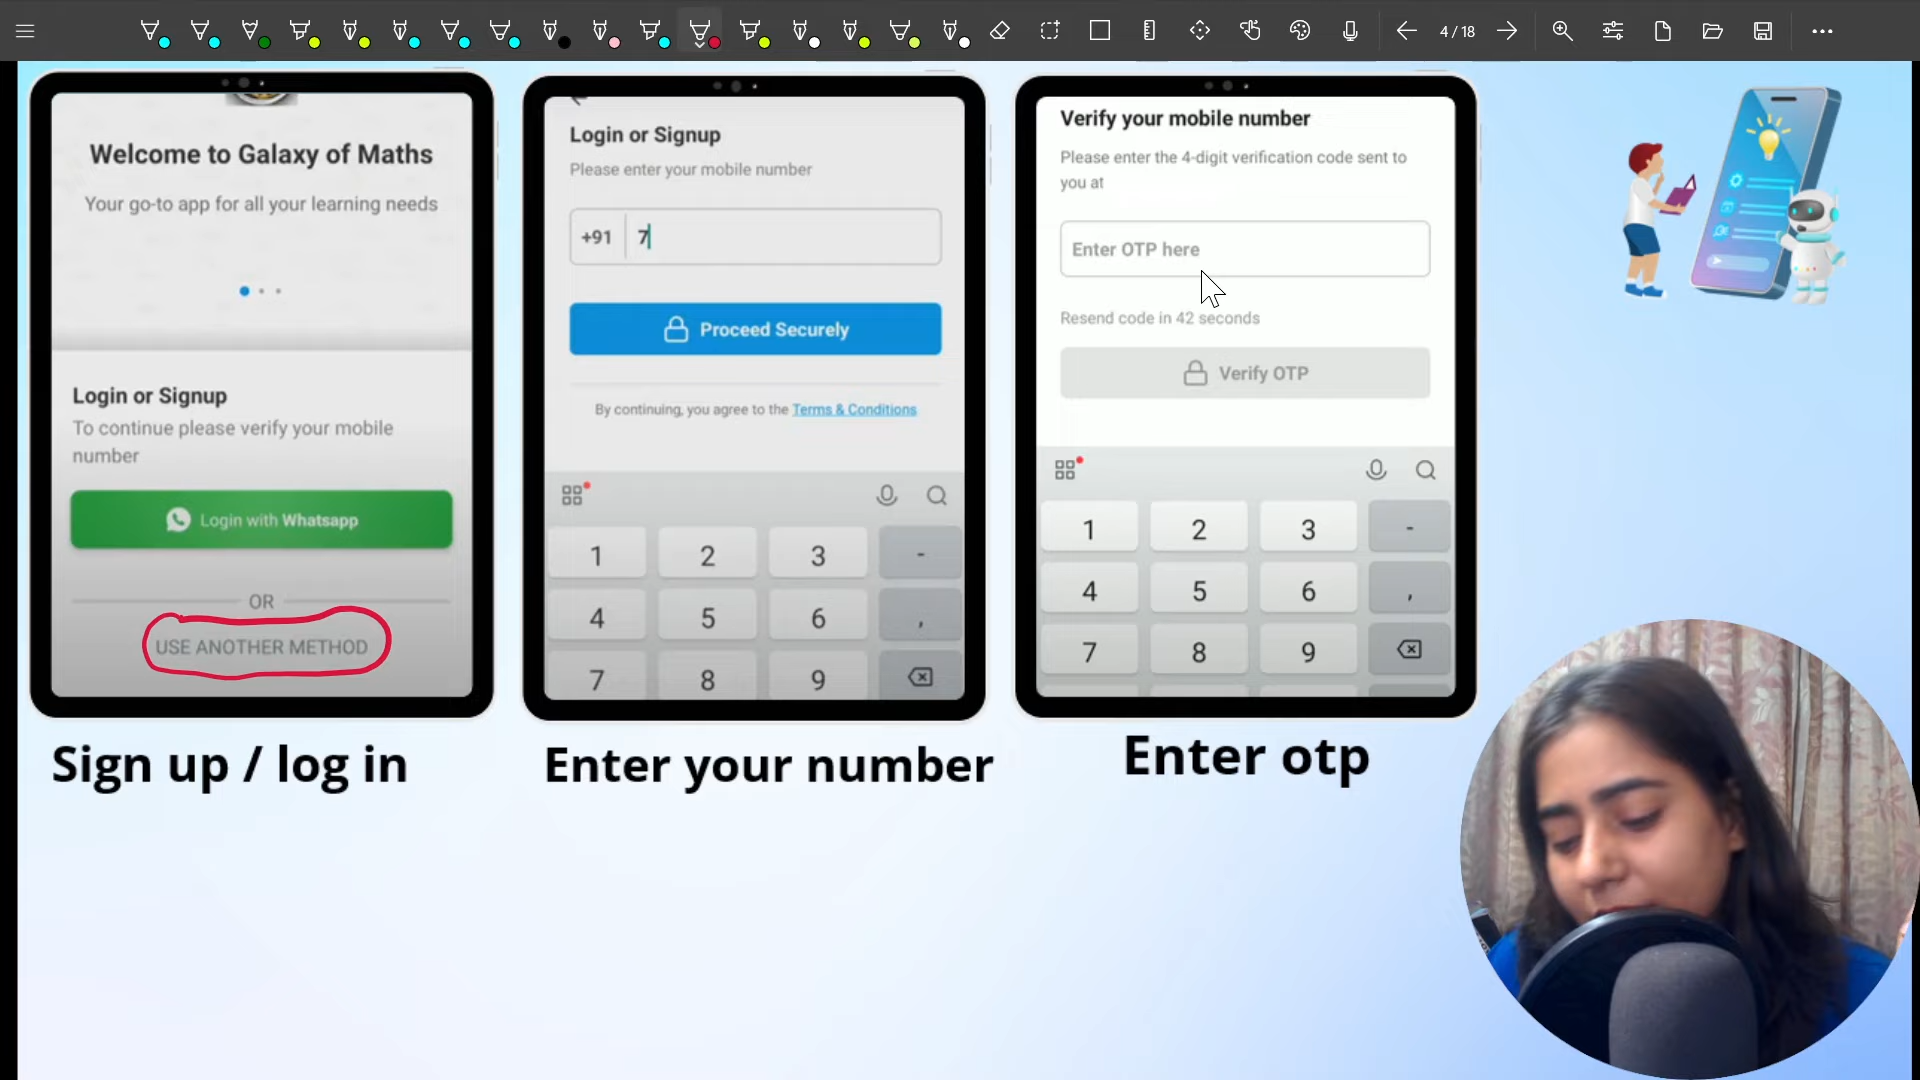 4 / 18
Welcome to Galaxy of Maths
Your go-to app for all your learning needs
Login or Signup
To continue please verify your mobile
number
Login with Whatsapp
OR
USE ANOTHER METHOD
Sign up / log in
Login or Signup
Please enter your mobile number
+91 7
Proceed Securely
By continuing, you agree to the Terms & Conditions
1 2 3 -
4 5 6 ,
7 8 9
Enter your number
Verify your mobile number
Please enter the 4-digit verification code sent to
you at
Enter OTP here
Resend code in 42 seconds
Verify OTP
1 2 3 -
4 5 6 ,
7 8 9
Enter otp